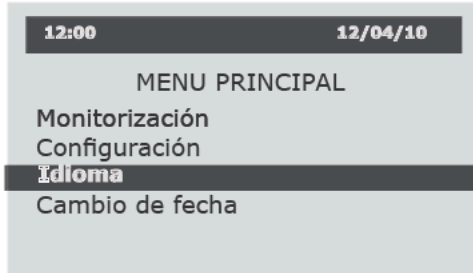 12:00 12/04/10
MENU PRINCIPAL
Monitorización
Configuración
Idioma
Cambio de fecha